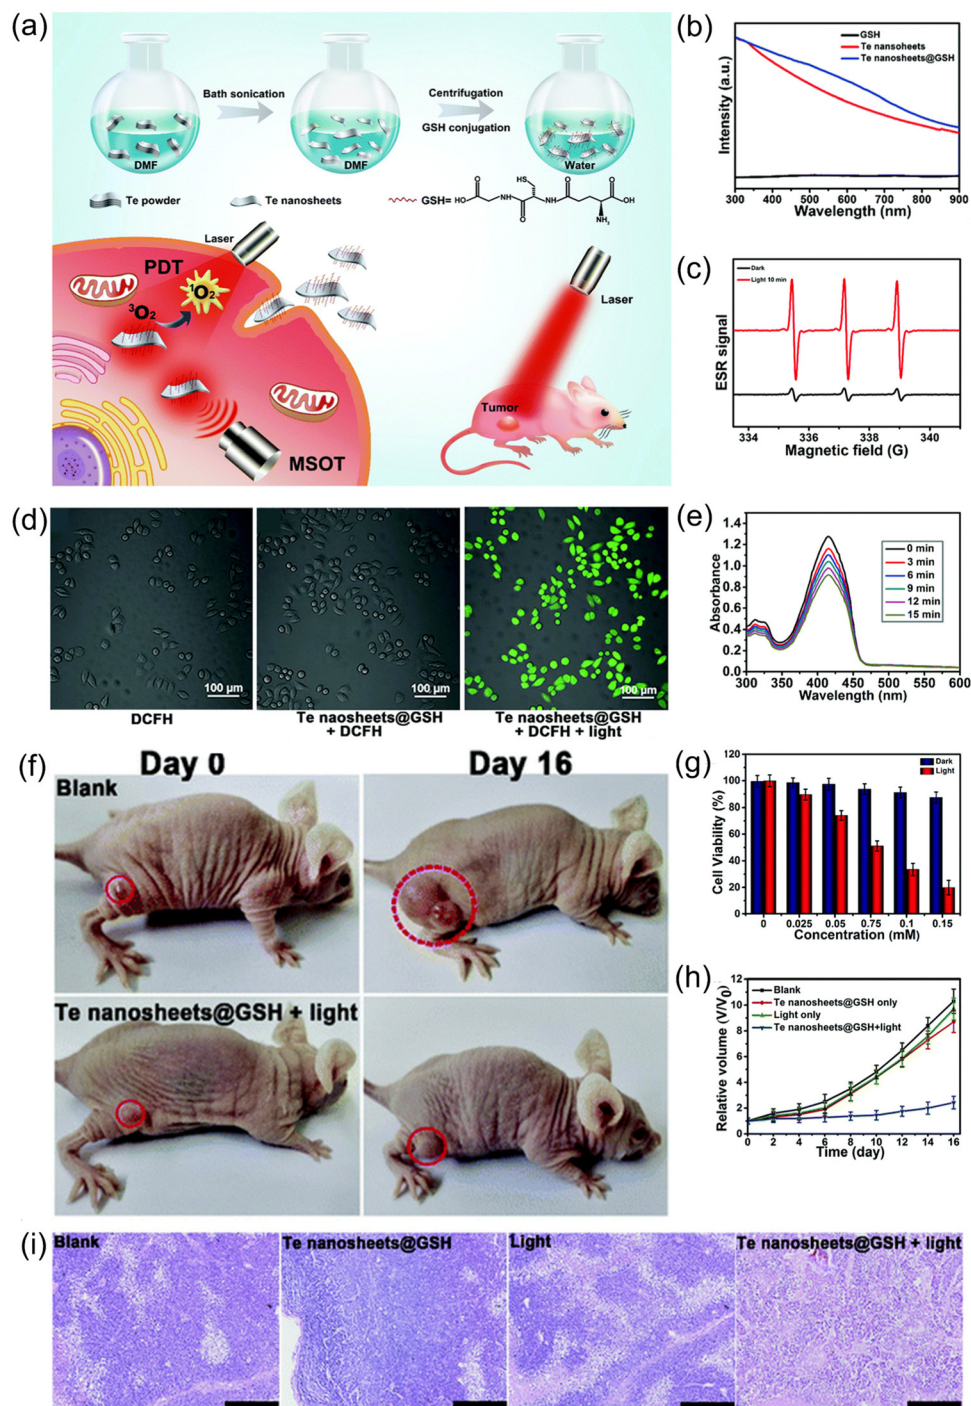 (a)
Bath sonication
Centrifugation
GSH conjugation
DMF
DMF
Water
Te powder
Te nanosheets
GSH=
HO
O
NH
HS
O
NH
O
NH₂
O
OH
Laser
PDT
¹O₂
³O₂
MSOT
Laser
Tumor
(b)
GSH
Te nansoheets
Te nanosheets@GSH
Intensity (a.u.)
300 400 500 600 700 800 900
Wavelength (nm)
(c)
Dark
Light 10 min
ESR signal
334 336 338 340
Magnetic field (G)
(d)
100 µm
100 µm
100 µm
DCFH
Te naosheets@GSH
+ DCFH
Te naosheets@GSH
+ DCFH + light
(e)
0 min
3 min
6 min
9 min
12 min
15 min
Absorbance
1.4
1.2
1.0
0.8
0.6
0.4
0.2
0.0
300 350 400 450 500 550 600
Wavelength (nm)
(f)
Day 0
Day 16
Blank
Te nanosheets@GSH + light
(g)
Dark
Light
Cell Viability (%)
120
100
80
60
40
20
0
0 0.025 0.05 0.75 0.1 0.15
Concentration (mM)
(h)
Blank
Te nanosheets@GSH only
Light only
Te nanosheets@GSH+light
Relative volume (V/V₀)
12
10
8
6
4
2
0
0 2 4 6 8 10 12 14 16
Time (day)
(i)
Blank
Te nanosheets@GSH
Light
Te nanosheets@GSH + light